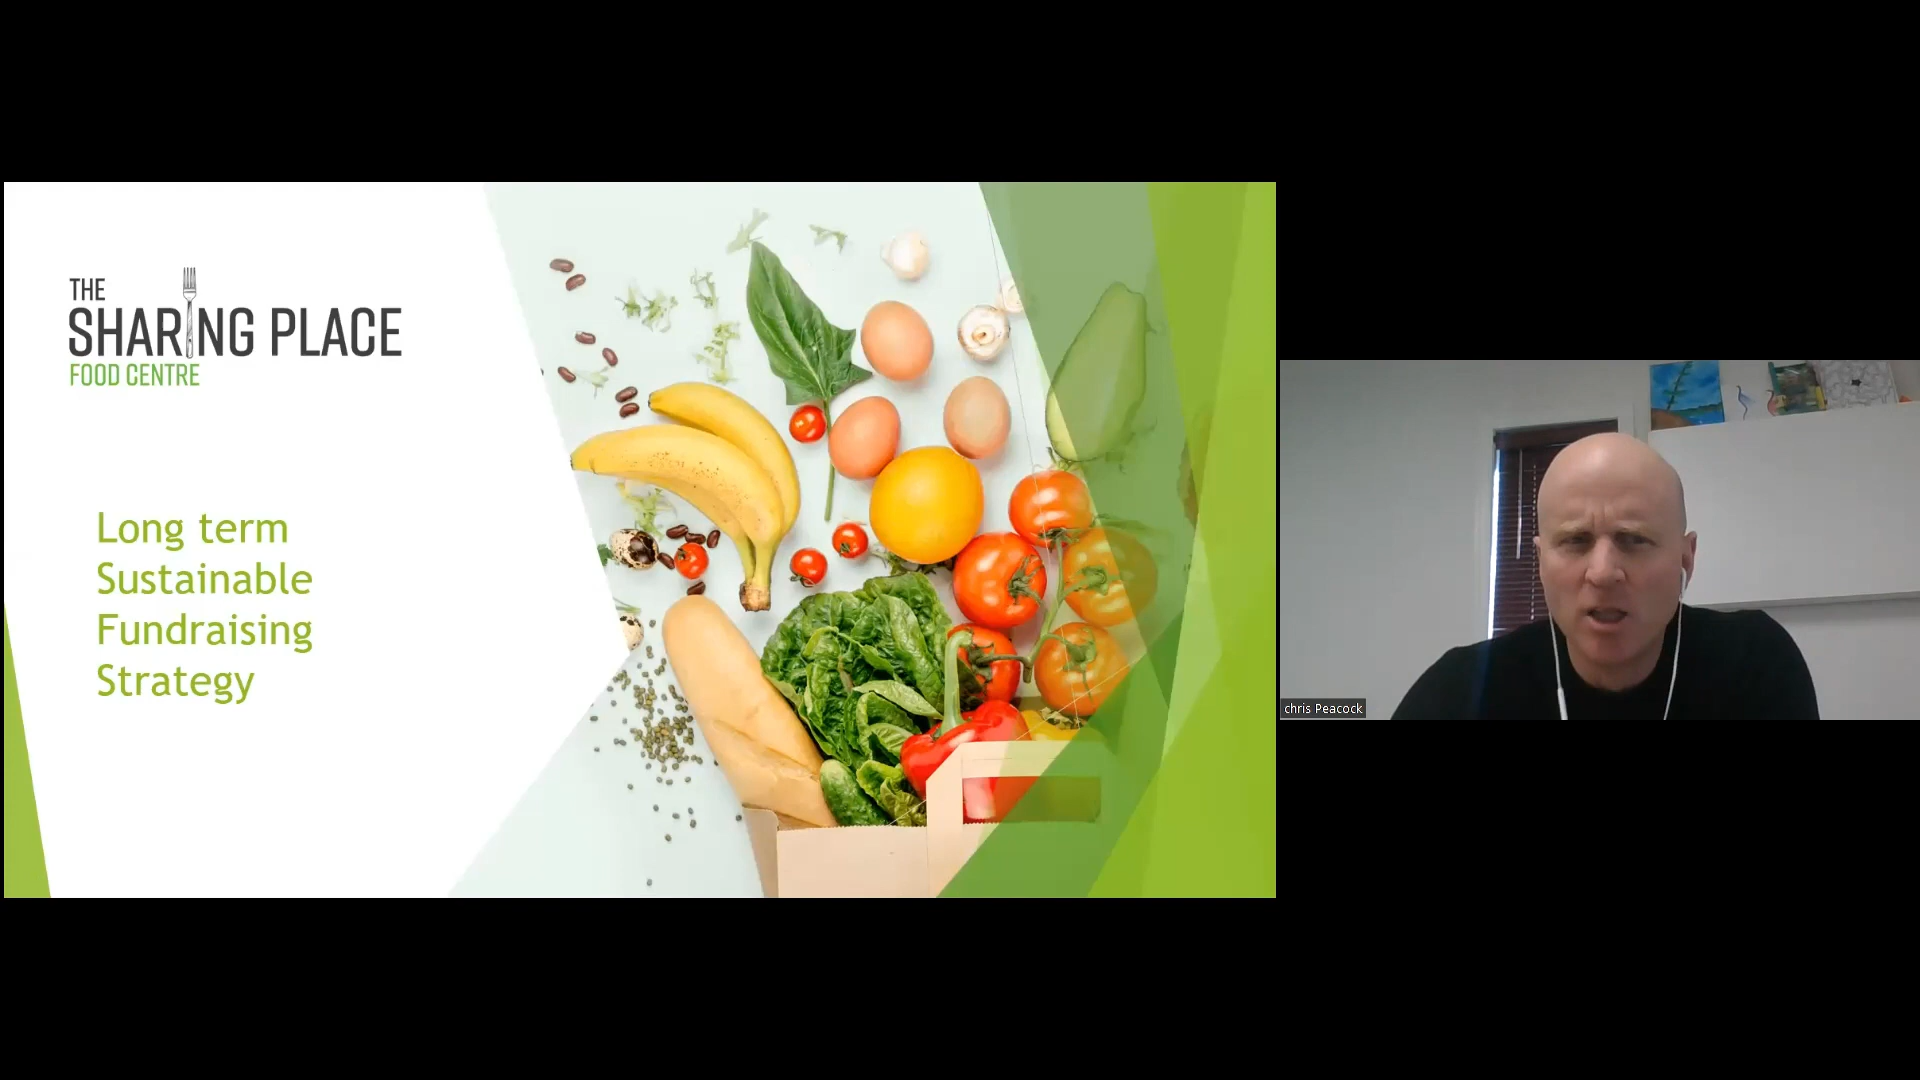 THE
SHARING PLACE
FOOD CENTRE
Long term
Sustainable
Fundraising
Strategy
chris Peacock